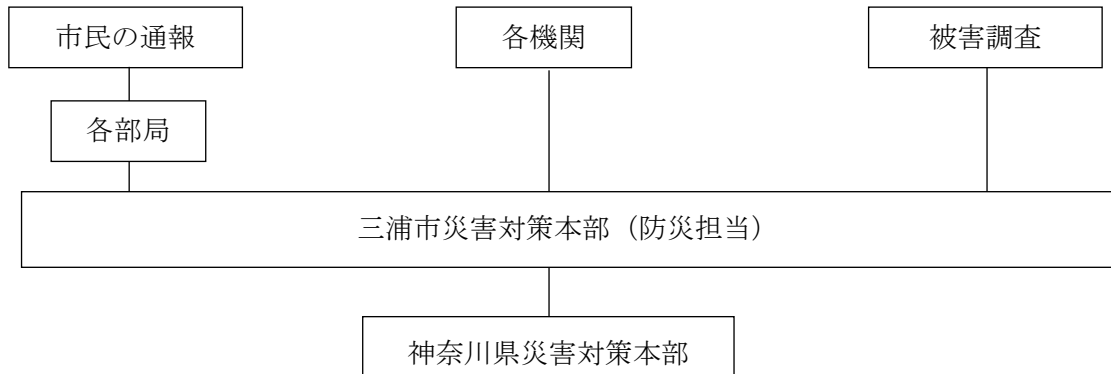 市民の通報
各機関
被害調査
各部局
三浦市災害対策本部（防災担当）
神奈川県災害対策本部